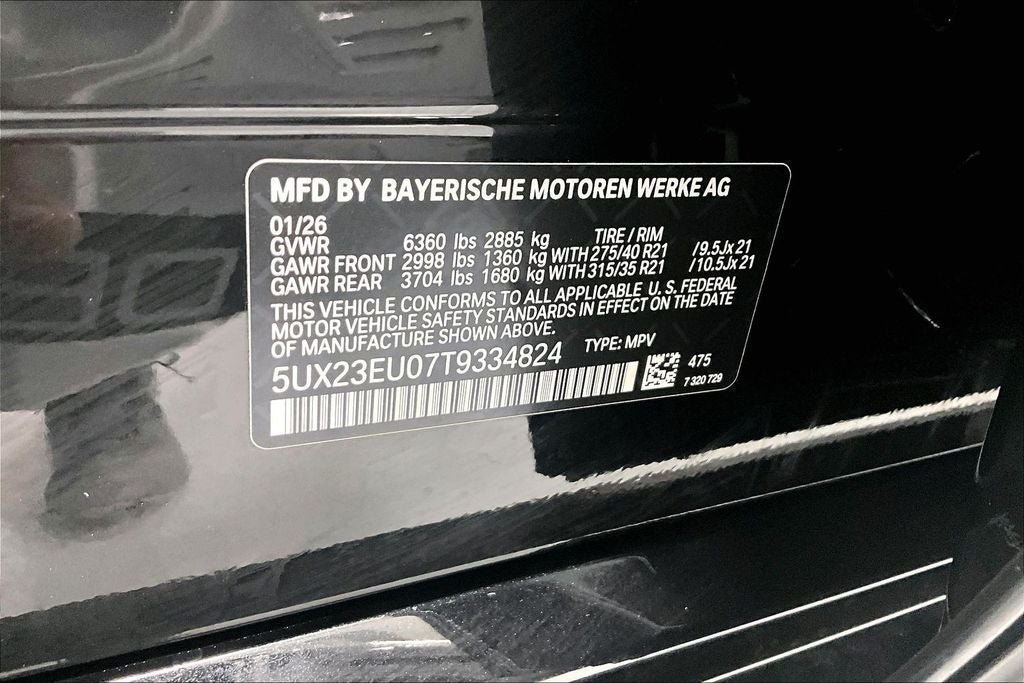 MFD BY BAYERISCHE MOTOREN WERKE AG
01/26
GVWR 6360 lbs 2885 kg TIRE / RIM
GAWR FRONT 2998 lbs 1360 kg WITH 275/40 R21 /9.5Jx21
GAWR REAR 3704 lbs 1680 kg WITH 315/35 R21 /10.5Jx21
THIS VEHICLE CONFORMS TO ALL APPLICABLE U.S. FEDERAL
MOTOR VEHICLE SAFETY STANDARDS IN EFFECT ON THE DATE
OF MANUFACTURE SHOWN ABOVE.
TYPE: MPV
5UX23EU07T9334824
475
7 320 729